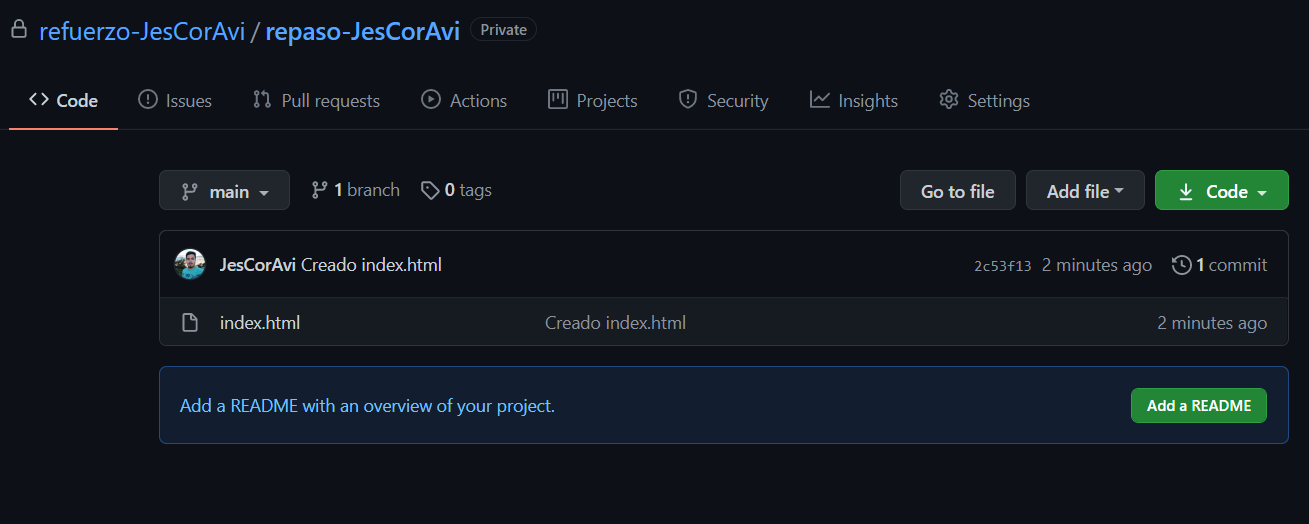 refuerzo-JesCorAvi / repaso-JesCorAvi Private
Code Issues Pull requests Actions Projects Security Insights Settings
main 1 branch 0 tags Go to file Add file Code
JesCorAvi Creado index.html 2c53f13 2 minutes ago 1 commit
index.html Creado index.html 2 minutes ago
Add a README with an overview of your project. Add a README